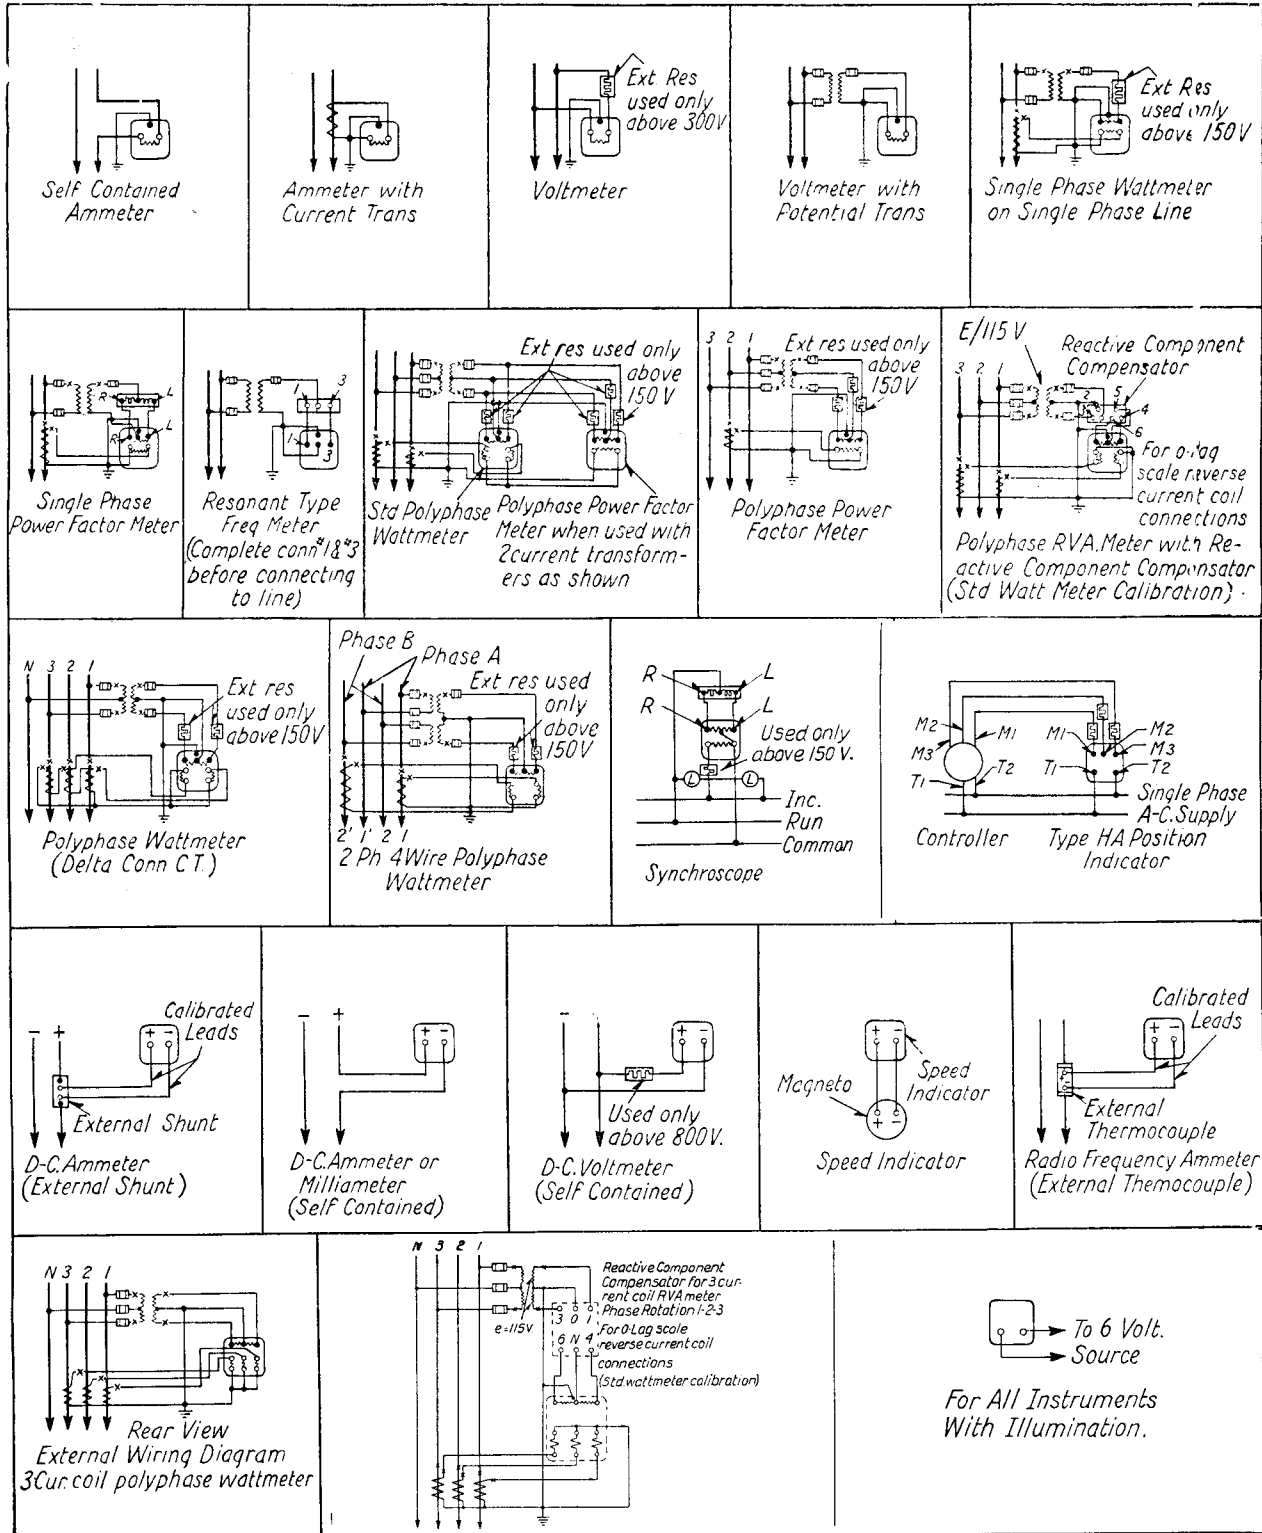 Ext. Res
used only
above 300V
Ext Res
used only
above 150V
Self Contained
Ammeter
Ammeter with
Current Trans
Voltmeter
Voltmeter with
Potential Trans
Single Phase Wattmeter
on Single Phase Line
R
L
R
L
Single Phase
Power Factor Meter
1
3
1
3
Resonant Type
Freq Meter
(Complete conn #1 & #3
before connecting
to line)
Ext res used only
above
150V
Std Polyphase
Wattmeter
Polyphase Power Factor
Meter when used with
2 current transform-
ers as shown
3 2 1
Ext res used only
above
150V
Polyphase Power
Factor Meter
E/115 V
Reactive Component
Compensator
3 2 1
2
5
4
6
For o-lag
scale reverse
current coil
connections
Polyphase RVA. Meter with Re-
active Component Compensator
(Std Watt Meter Calibration)
N 3 2 1
Ext res
used only
above 150V
Polyphase Wattmeter
(Delta Conn C.T.)
Phase B
Phase A
Ext res used
only
above
150V
2' 1' 2 1
2 Ph 4 Wire Polyphase
Wattmeter
R
L
R
L
Used only
above 150 V.
L
L
Inc.
Run
Common
Synchroscope
M2
M1
M1
M2
M3
M3
T1
T2
T1
T2
Single Phase
A-C. Supply
Controller
Type HA Position
Indicator
- +
+ -
Calibrated
Leads
External Shunt
D-C. Ammeter
(External Shunt)
- +
+ -
D-C. Ammeter or
Milliameter
(Self Contained)
-
+ -
Used only
above 800V.
D-C. Voltmeter
(Self Contained)
+ -
Speed
Indicator
Magneto
+ -
Speed Indicator
Calibrated
Leads
+ -
+
-
External
Thermocouple
Radio Frequency Ammeter
(External Themocouple)
N 3 2 1
Rear View
External Wiring Diagram
3 Cur. coil polyphase wattmeter
N 3 2 1
Reactive Component
Compensator for 3 cur-
rent coil RVA meter
Phase Rotation 1-2-3
3 0 1
e=115V.
For 0-Lag scale
6 N 4
reverse current coil
connections
(Std. wattmeter calibration)
To 6 Volt.
Source
For All Instruments
With Illumination.